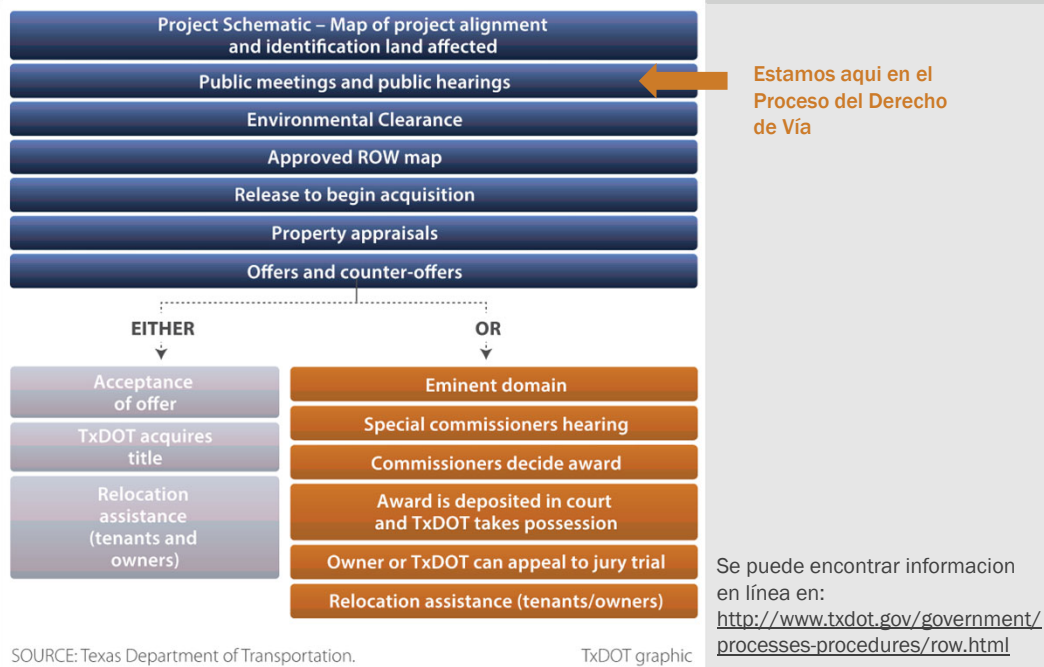 Project Schematic – Map of project alignment
and identification land affected
Public meetings and public hearings
Estamos aqui en el
Proceso del Derecho
de Vía
Environmental Clearance
Approved ROW map
Release to begin acquisition
Property appraisals
Offers and counter-offers
EITHER
OR
Acceptance
of offer
TxDOT acquires
title
Relocation
assistance
(tenants and
owners)
Eminent domain
Special commissioners hearing
Commissioners decide award
Award is deposited in court
and TxDOT takes possession
Owner or TxDOT can appeal to jury trial
Relocation assistance (tenants/owners)
Se puede encontrar informacion
en línea en:
http://www.txdot.gov/government/
processes-procedures/row.html
SOURCE: Texas Department of Transportation.
TxDOT graphic